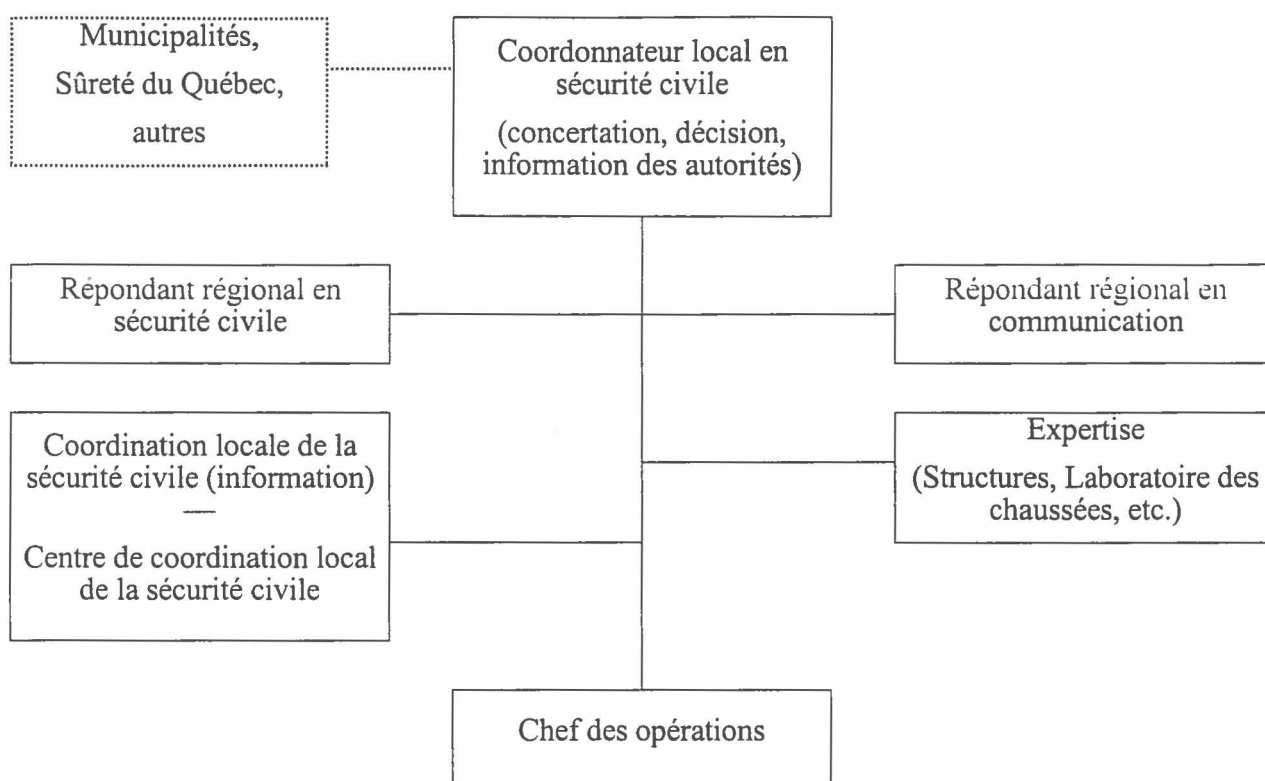 Municipalités,
Sûreté du Québec,
autres
Coordonnateur local en
sécurité civile
(concertation, décision,
information des autorités)
Répondant régional en
sécurité civile
Répondant régional en
communication
Coordination locale de la
sécurité civile (information)
—
Centre de coordination local
de la sécurité civile
Expertise
(Structures, Laboratoire des
chaussées, etc.)
Chef des opérations